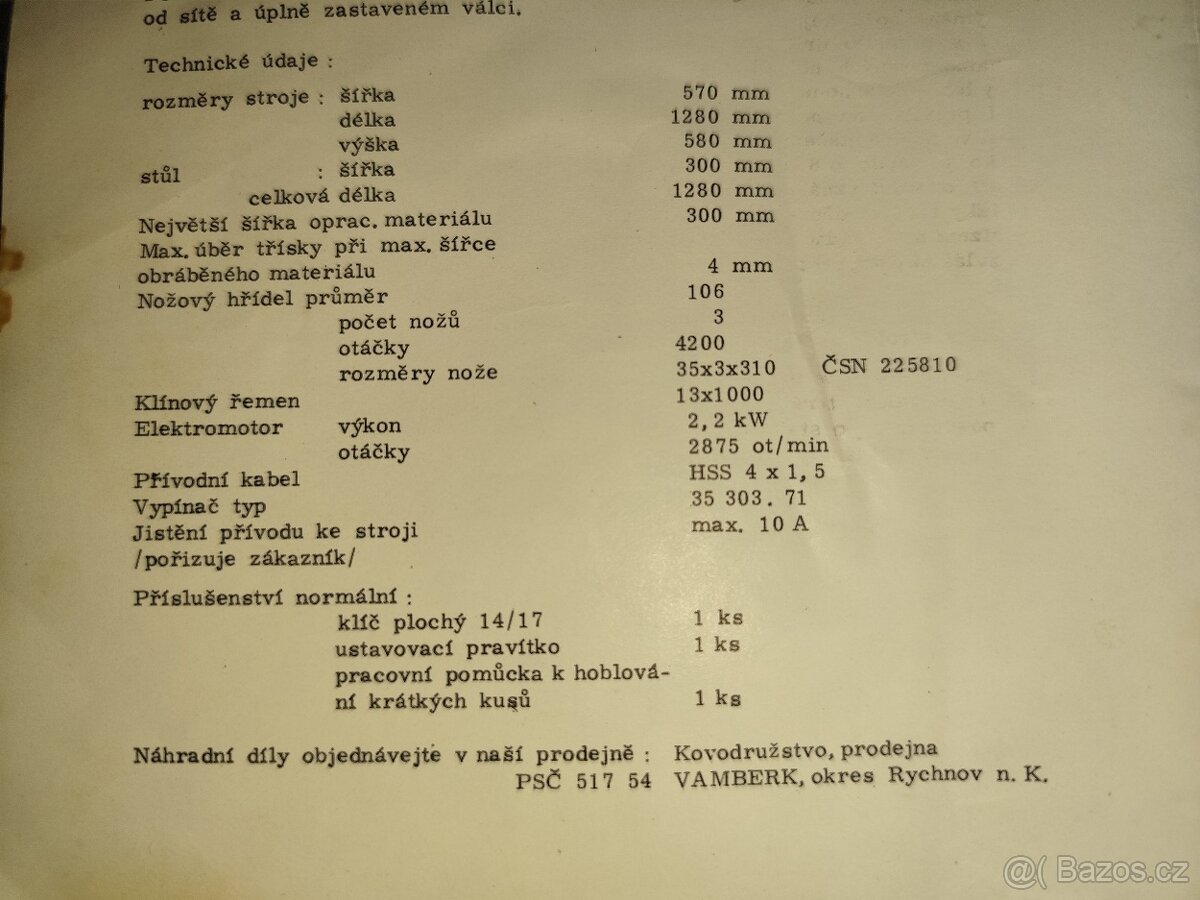 od sítě a úplně zastaveném válci.
Technické údaje :
rozměry stroje : šířka 570 mm
délka 1280 mm
výška 580 mm
stůl : šířka 300 mm
celková délka 1280 mm
Největší šířka oprac. materiálu 300 mm
Max. úběr třísky při max. šířce
obráběného materiálu 4 mm
Nožový hřídel průměr 106
počet nožů 3
otáčky 4200
rozměry nože 35x3x310 ČSN 225810
Klínový řemen 13x1000
Elektromotor výkon 2,2 kW
otáčky 2875 ot/min
Přívodní kabel HSS 4 x 1,5
Vypínač typ 35 303. 71
Jistění přívodu ke stroji max. 10 A
/pořizuje zákazník/
Příslušenství normální :
klíč plochý 14/17 1 ks
ustavovací pravítko 1 ks
pracovní pomůcka k hoblová-
ní krátkých kusů 1 ks
Náhradní díly objednávejte v naší prodejně : Kovodružstvo, prodejna
PSČ 517 54 VAMBERK, okres Rychnov n. K.
@( Bazos.cz